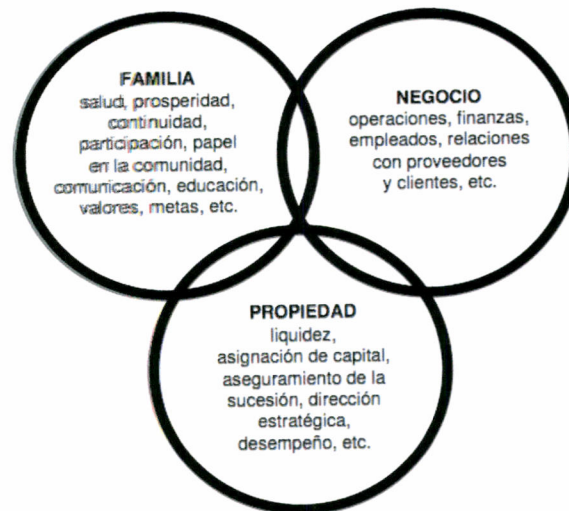 FAMILIA
salud, prosperidad,
continuidad,
participación, papel
en la comunidad,
comunicación, educación,
valores, metas, etc.
NEGOCIO
operaciones, finanzas,
empleados, relaciones
con proveedores
y clientes, etc.
PROPIEDAD
liquidez,
asignación de capital,
aseguramiento de la
sucesión, dirección
estratégica,
desempeño, etc.